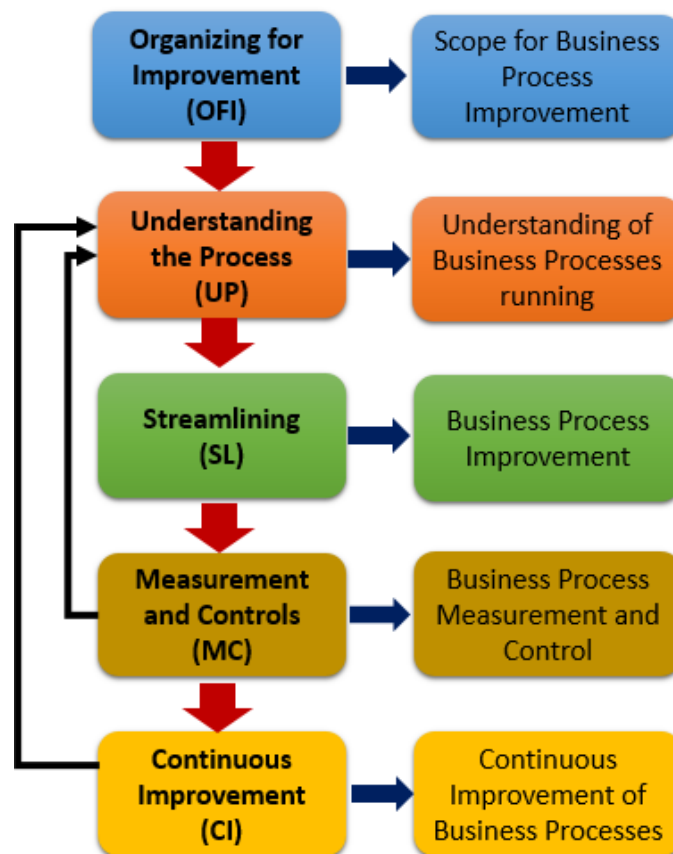 Organizing for
Improvement
(OFI)
Scope for Business
Process
Improvement
Understanding
the Process
(UP)
Understanding of
Business Processes
running
Streamlining
(SL)
Business Process
Improvement
Measurement
and Controls
(MC)
Business Process
Measurement and
Control
Continuous
Improvement
(CI)
Continuous
Improvement of
Business Processes